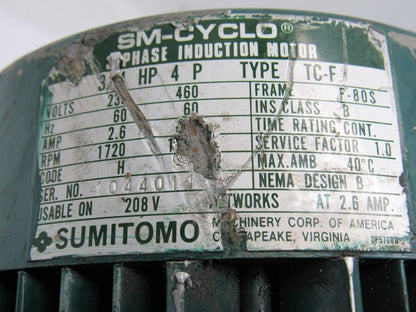 SM-CYCLO®
PHASE INDUCTION MOTOR
HP 4 P TYPE TC-F
FRAME F-80S
VOLTS 460 INS.CLASS B
Hz 60 60 TIME RATING CONT.
AMP 2.6 SERVICE FACTOR 1.0
RPM 1720 MAX.AMB 40°C
CODE H NEMA DESIGN B
SER. NO.
USABLE ON 208 V NETWORKS AT 2.6 AMP.
SUMITOMO MACHINERY CORP. OF AMERICA
CHESAPEAKE, VIRGINIA